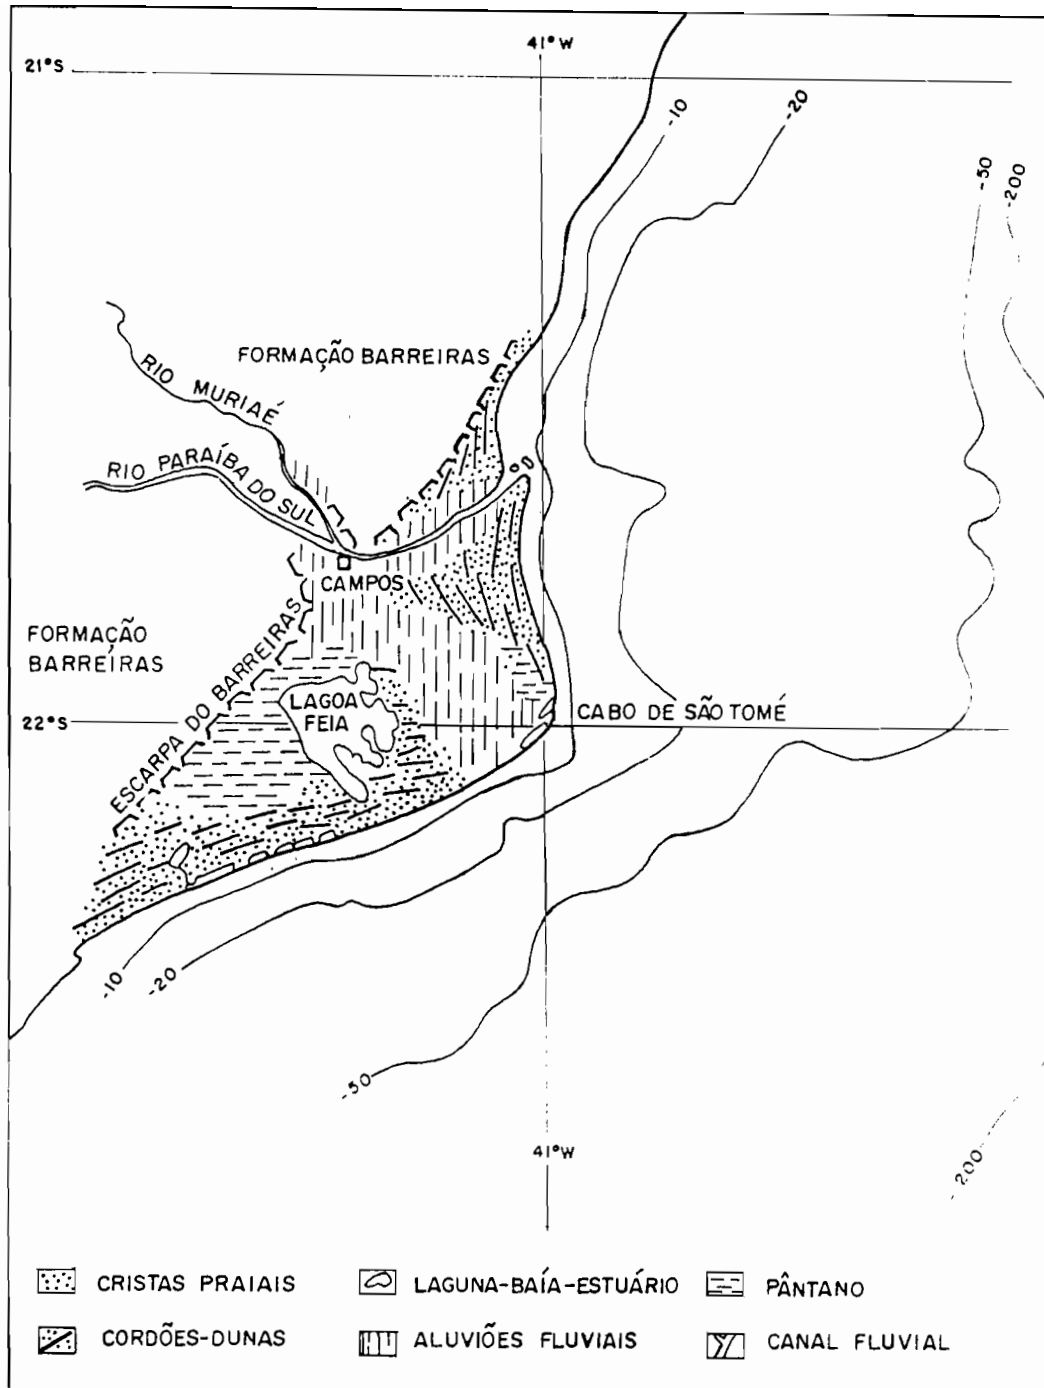 41°W
21°S
-10
-20
-50
-200
FORMAÇÃO BARREIRAS
RIO MURIAÉ
RIO PARAÍBA DO SUL
CAMPOS
FORMAÇÃO
BARREIRAS
ESCARPA DO BARREIRAS
LAGOA
FEIA
22°S
CABO DE SÃO TOMÉ
-10
-20
-50
41°W
-200
CRISTAS PRAIAIS
LAGUNA-BAÍA-ESTUÁRIO
PÂNTANO
CORDÕES-DUNAS
ALUVIÕES FLUVIAIS
CANAL FLUVIAL